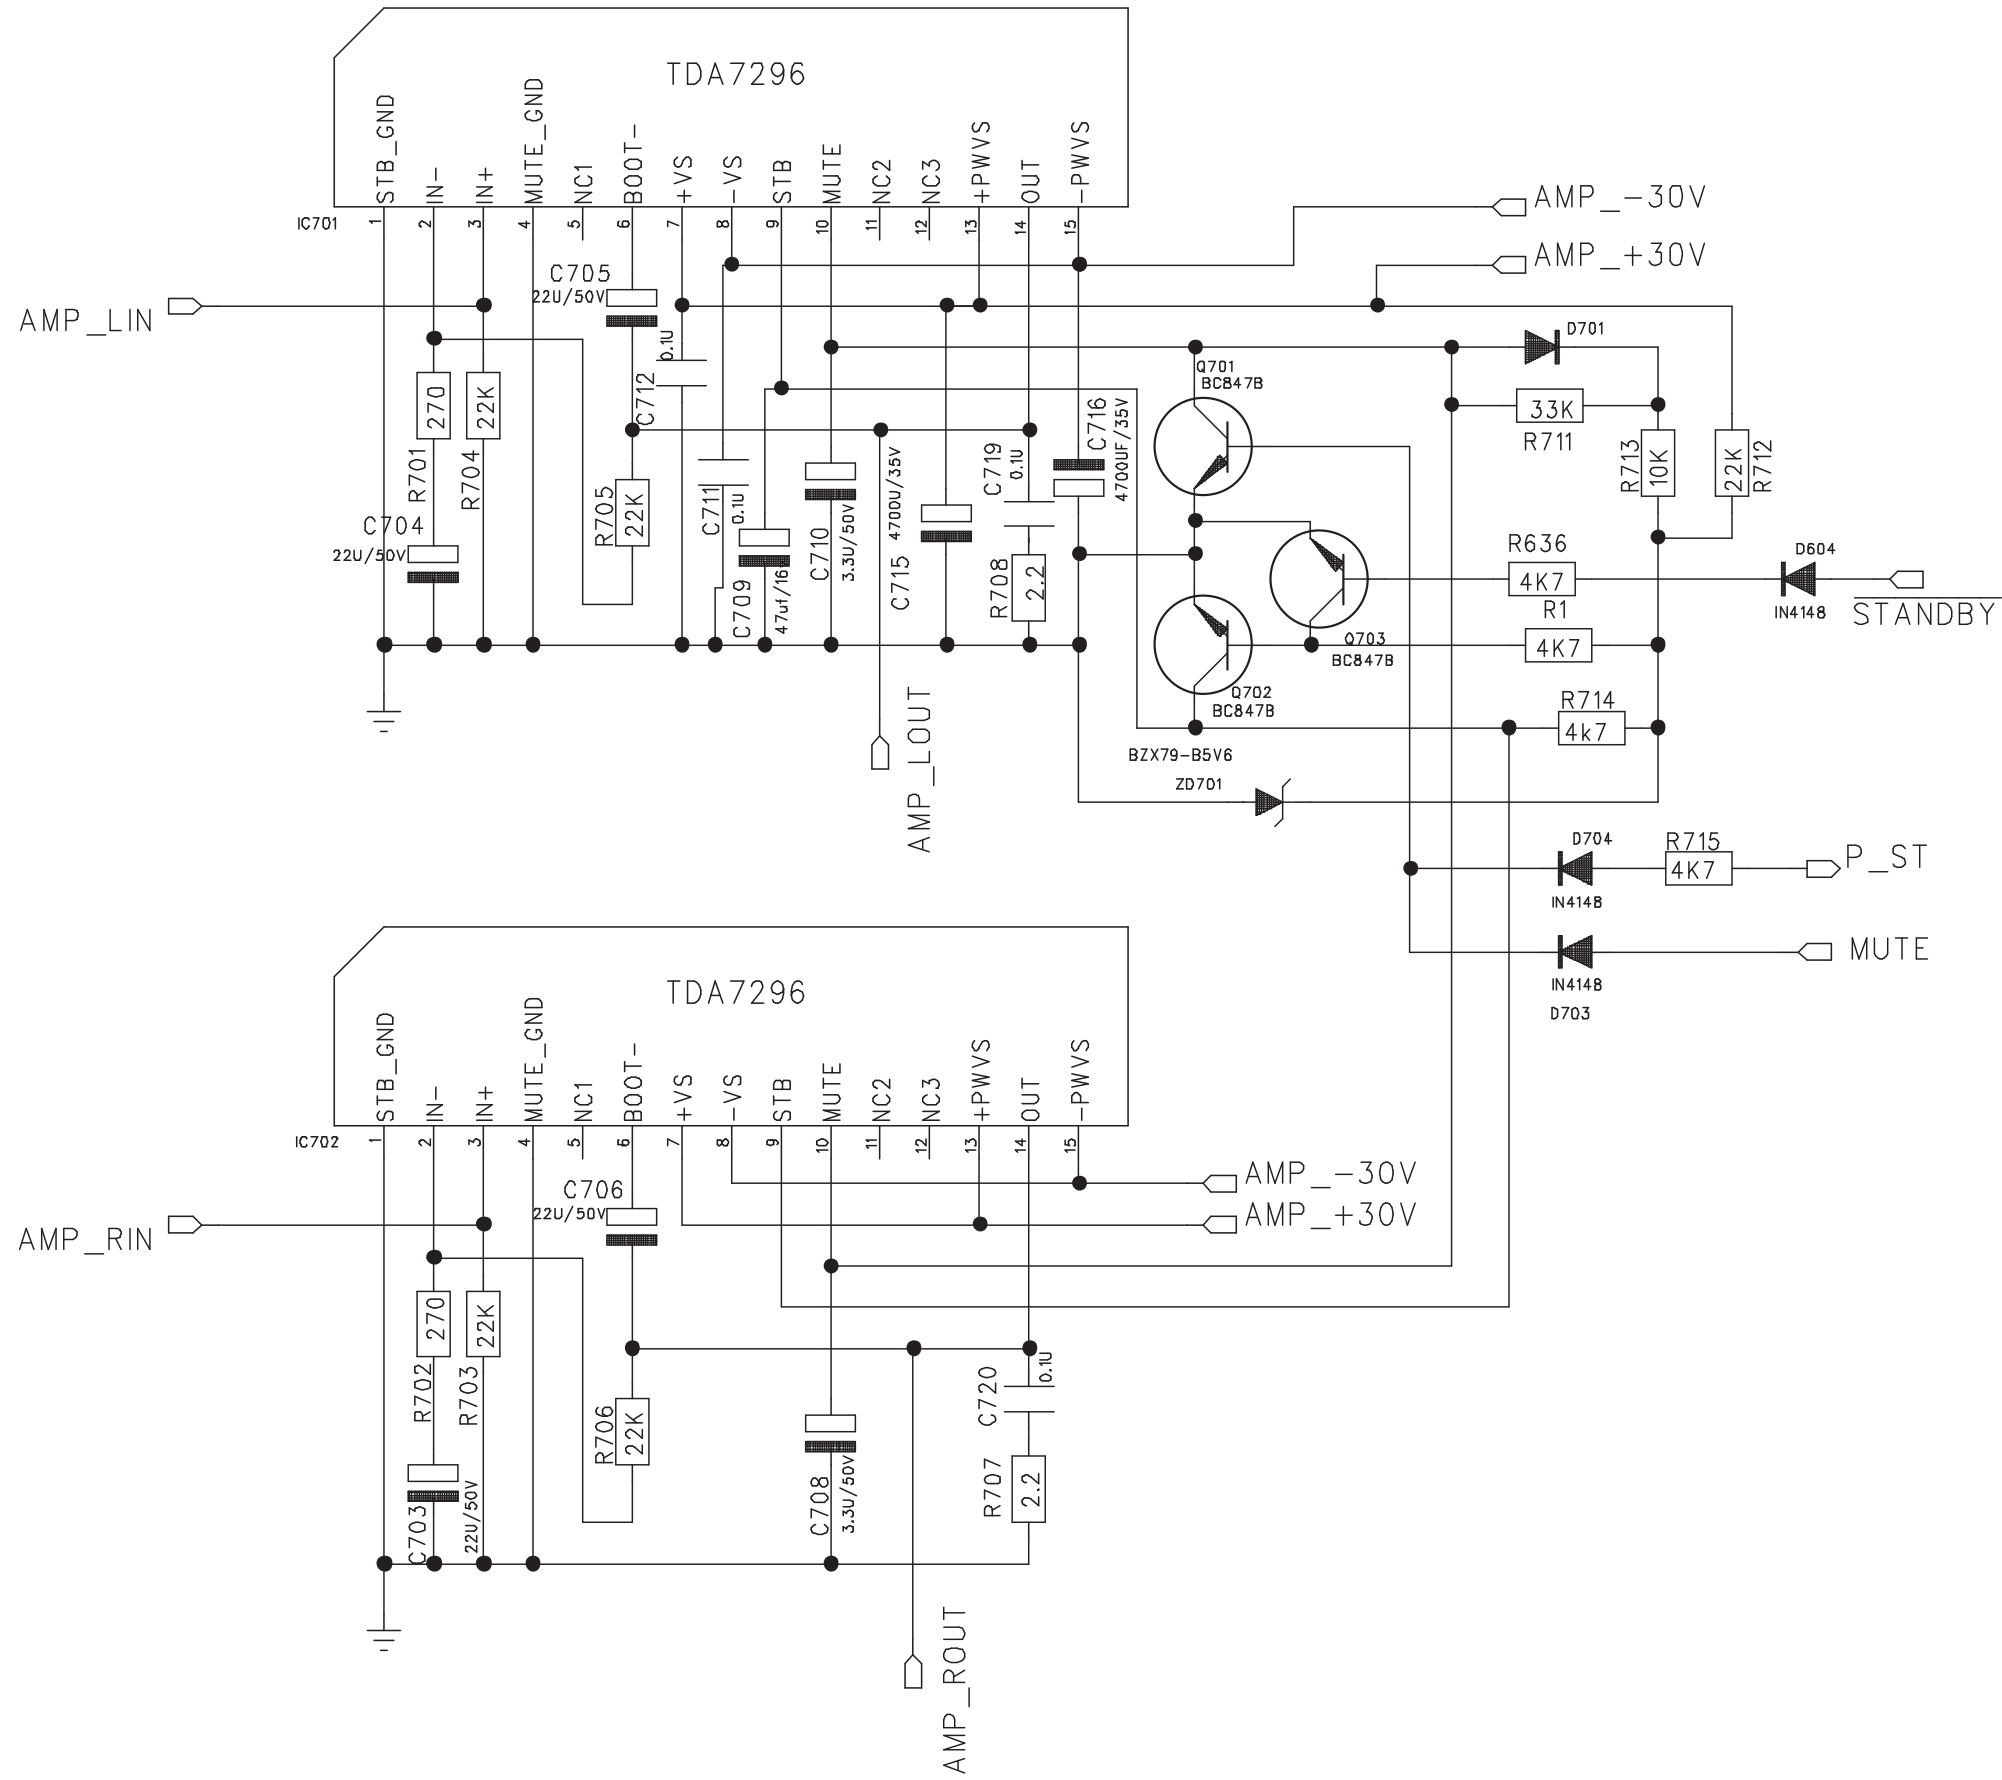 TDA7296
STB_GND
IN-
IN+
MUTE_GND
NC1
BOOT-
+VS
-VS
STB
MUTE
NC2
NC3
+PWVS
OUT
-PWVS
IC701
1
2
3
4
5
6
7
8
9
10
11
12
13
14
15
AMP_-30V
AMP_+30V
AMP_LIN
C705
22U/50V
0.1U
C712
270
R701
22K
R704
C704
22U/50V
R705
22K
C711
0.1U
C709
47uf/16
C710
3.3U/50V
4700U/35V
C715
C719
0.1U
R708
2.2
C716
4700UF/35V
Q701
BC847B
D701
33K
R711
R713
10K
22K
R712
R636
4K7
D604
IN4148
STANDBY
R1
4K7
Q703
BC847B
Q702
BC847B
R714
4k7
BZX79-B5V6
ZD701
AMP_LOUT
D704
IN4148
R715
4K7
P_ST
MUTE
IN4148
D703
TDA7296
STB_GND
IN-
IN+
MUTE_GND
NC1
BOOT-
+VS
-VS
STB
MUTE
NC2
NC3
+PWVS
OUT
-PWVS
IC702
1
2
3
4
5
6
7
8
9
10
11
12
13
14
15
AMP_-30V
AMP_+30V
AMP_RIN
C706
22U/50V
270
R702
22K
R703
C703
22U/50V
R706
22K
C708
3.3U/50V
C720
0.1U
R707
2.2
AMP_ROUT